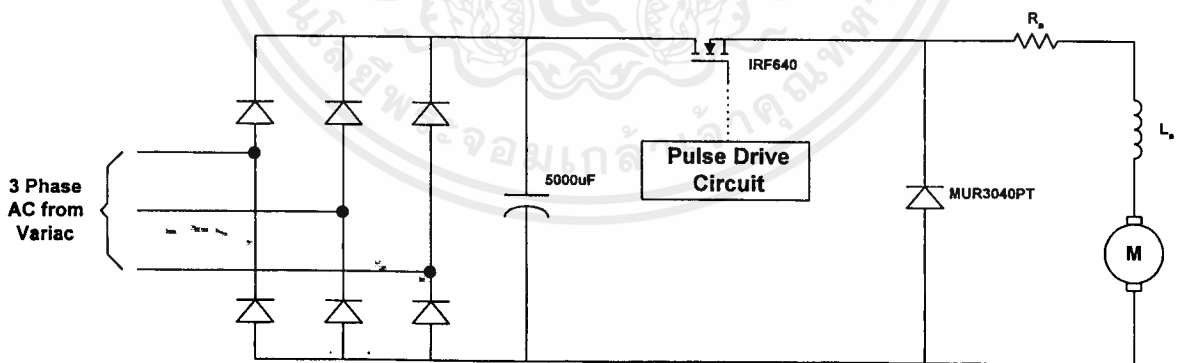 Rₐ
IRF640
Lₐ
Pulse Drive
Circuit
5000uF
MUR3040PT
3 Phase
AC from
Variac
M